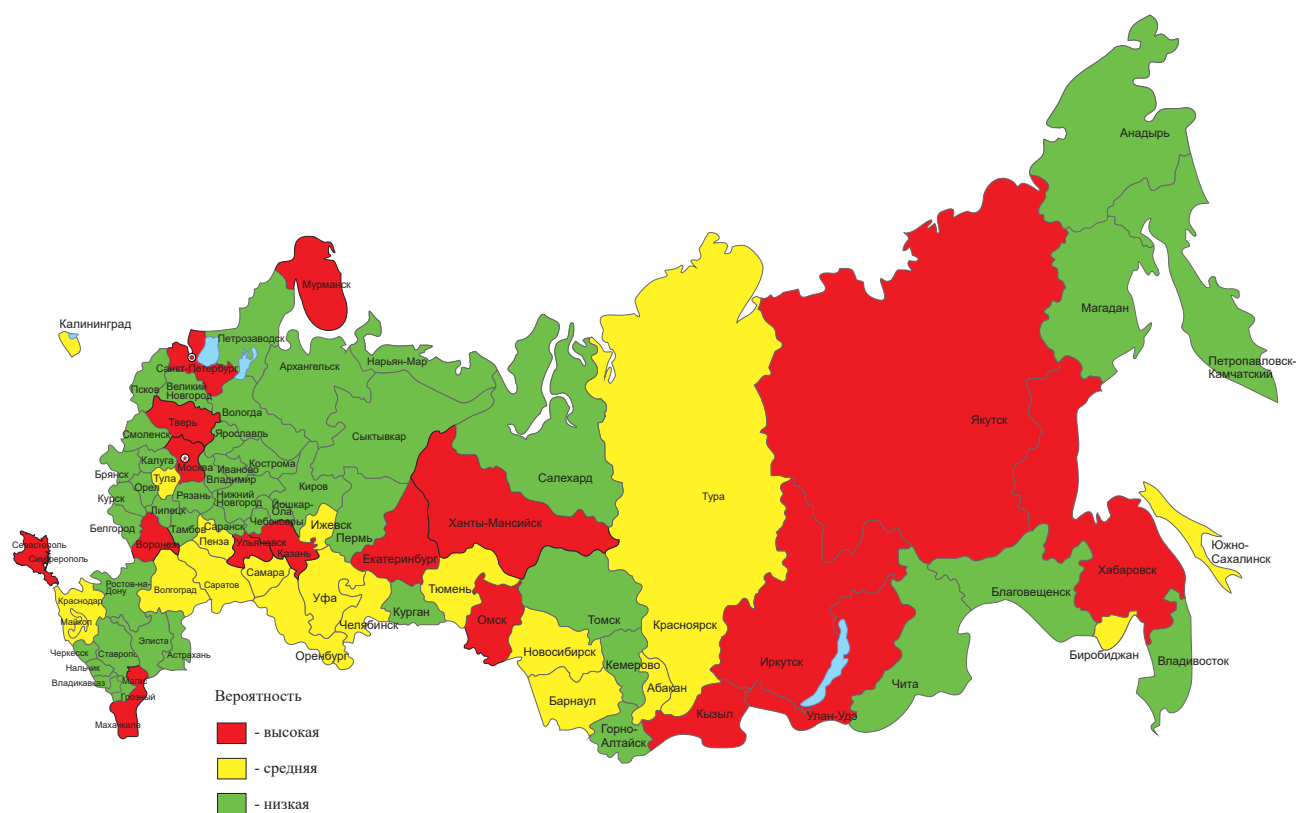 Анадырь
Мурманск
Магадан
Калининград
Петрозаводск
Нарьян-Мар
Архангельск
Санкт-Петербург
Петропавловск-
Камчатский
Псков
Великий
Новгород
Вологда
Тверь
Якутск
Смоленск
Ярославль
Сыктывкар
Калуга
Москва
Иваново
Кострома
Брянск
Тула
Владимир
Салехард
Орел
Киров
Курск
Рязань
Нижний
Новгород
Йошкар-
Ола
Тура
Липецк
Чебоксары
Белгород
Тамбов
Саранск
Ижевск
Ханты-Мансийск
Пермь
Севастополь
Симферополь
Воронеж
Пенза
Ульяновск
Казань
Екатеринбург
Южно-
Сахалинск
Хабаровск
Самара
Ростов-на-
Дону
Волгоград
Саратов
Тюмень
Благовещенск
Краснодар
Уфа
Курган
Майкоп
Челябинск
Омск
Томск
Красноярск
Элиста
Черкесск
Ставрополь
Астрахань
Оренбург
Новосибирск
Биробиджан
Владивосток
Нальчик
Кемерово
Иркутск
Владикавказ
Магас
Абакан
Чита
Грозный
Барнаул
Кызыл
Улан-Удэ
Махачкала
Горно-
Алтайск
Вероятность
- высокая
- средняя
- низкая